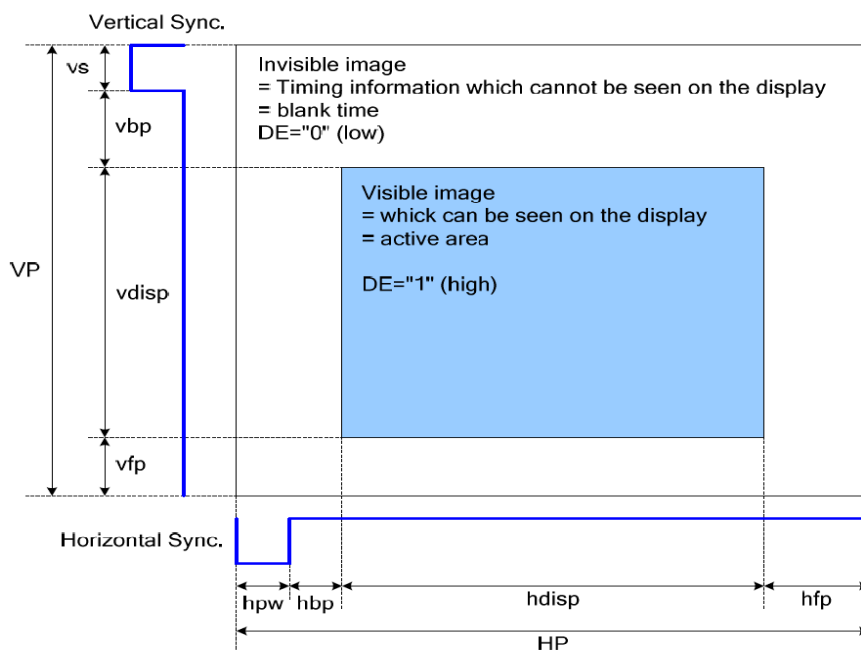 Vertical Sync.
vs
Invisible image
= Timing information which cannot be seen on the display
= blank time
DE="0" (low)
vbp
Visible image
= whick can be seen on the display
= active area
DE="1" (high)
VP
vdisp
vfp
Horizontal Sync.
hpw
hbp
hdisp
hfp
HP